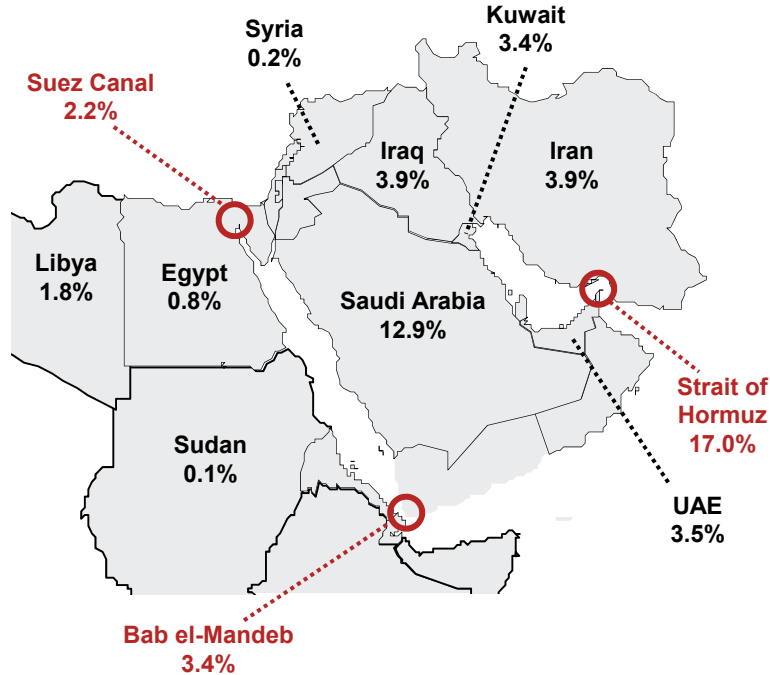 Kuwait
3.4%
Syria
0.2%
Suez Canal
2.2%
Iraq
3.9%
Iran
3.9%
Libya
1.8%
Egypt
0.8%
Saudi Arabia
12.9%
Strait of
Hormuz
17.0%
Sudan
0.1%
UAE
3.5%
Bab el-Mandeb
3.4%